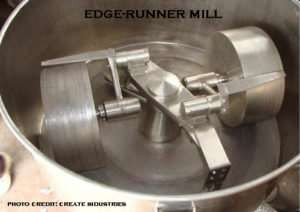 EDGE-RUNNER MILL
PHOTO CREDIT: CREATE INDUSTRIES